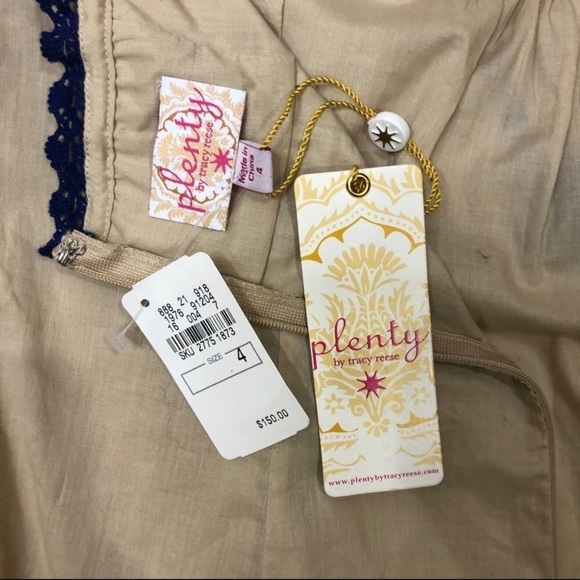 plenty
by tracy reese
Made in
China
4
888 21 918
1976 91204
16 004 7
SKU 2775 1873
SIZE
4
$150.00
plenty
by tracy reese
www.plentybytracyreese.com